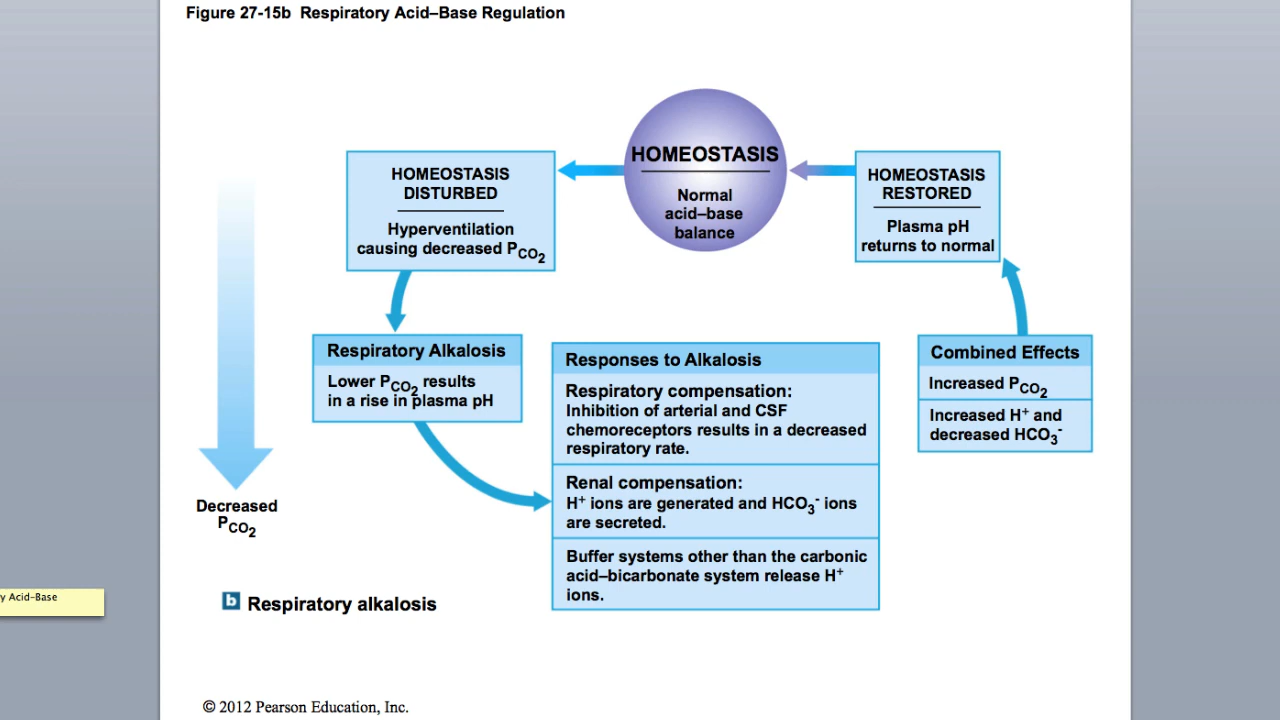 Figure 27-15b Respiratory Acid–Base Regulation
HOMEOSTASIS
Normal
acid–base
balance
HOMEOSTASIS
DISTURBED
Hyperventilation
causing decreased PCO2
HOMEOSTASIS
RESTORED
Plasma pH
returns to normal
Respiratory Alkalosis
Lower PCO2 results
in a rise in plasma pH
Responses to Alkalosis
Respiratory compensation:
Inhibition of arterial and CSF
chemoreceptors results in a decreased
respiratory rate.
Renal compensation:
H+ ions are generated and HCO3- ions
are secreted.
Buffer systems other than the carbonic
acid–bicarbonate system release H+
ions.
Combined Effects
Increased PCO2
Increased H+ and
decreased HCO3-
Decreased
PCO2
y Acid-Base
b Respiratory alkalosis
© 2012 Pearson Education, Inc.